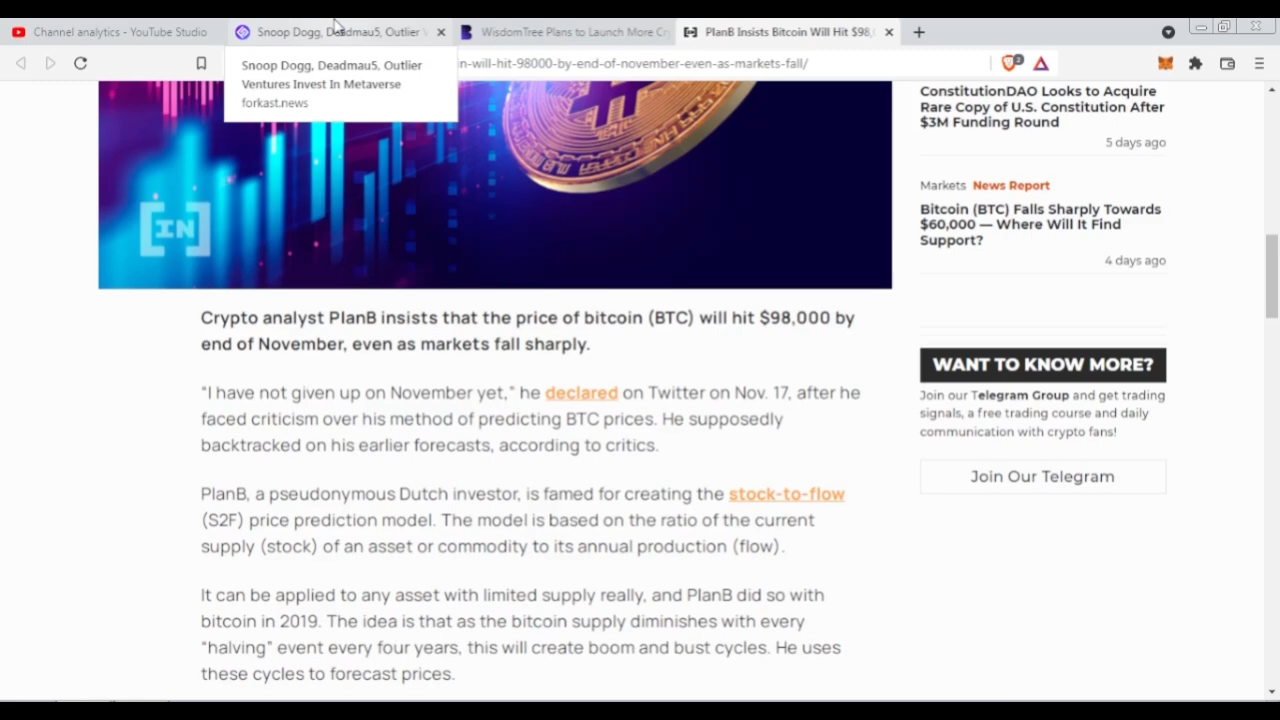 Channel analytics - YouTube Studio
Snoop Dogg, Deadmau5, Outlier
WisdomTree Plans to Launch More Cr
PlanB Insists Bitcoin Will Hit $98,
Snoop Dogg, Deadmau5, Outlier
Ventures Invest In Metaverse
forkast.news
n-will-hit-98000-by-end-of-november-even-as-markets-fall/
2
[IN]
ConstitutionDAO Looks to Acquire
Rare Copy of U.S. Constitution After
$3M Funding Round
5 days ago
Markets News Report
Bitcoin (BTC) Falls Sharply Towards
$60,000 — Where Will It Find
Support?
4 days ago
Crypto analyst PlanB insists that the price of bitcoin (BTC) will hit $98,000 by
end of November, even as markets fall sharply.
“I have not given up on November yet,” he declared on Twitter on Nov. 17, after he
faced criticism over his method of predicting BTC prices. He supposedly
backtracked on his earlier forecasts, according to critics.
PlanB, a pseudonymous Dutch investor, is famed for creating the stock-to-flow
(S2F) price prediction model. The model is based on the ratio of the current
supply (stock) of an asset or commodity to its annual production (flow).
It can be applied to any asset with limited supply really, and PlanB did so with
bitcoin in 2019. The idea is that as the bitcoin supply diminishes with every
“halving” event every four years, this will create boom and bust cycles. He uses
these cycles to forecast prices.
WANT TO KNOW MORE?
Join our Telegram Group and get trading
signals, a free trading course and daily
communication with crypto fans!
Join Our Telegram